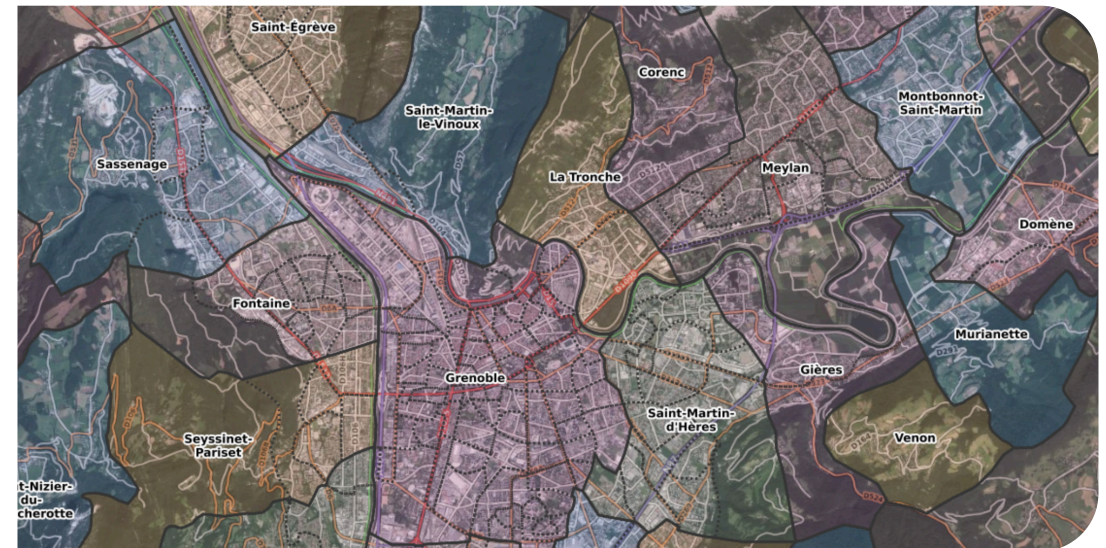 Saint-Égrève
Corenc
Saint-Martin-
le-Vinoux
Montbonnot-
Saint-Martin
Sassenage
Meylan
La Tronche
Domène
Fontaine
Murianette
Gières
Grenoble
Saint-Martin-
d'Hères
Seyssinet-
Pariset
Venon
t-Nizier-
du-
cherotte
D524